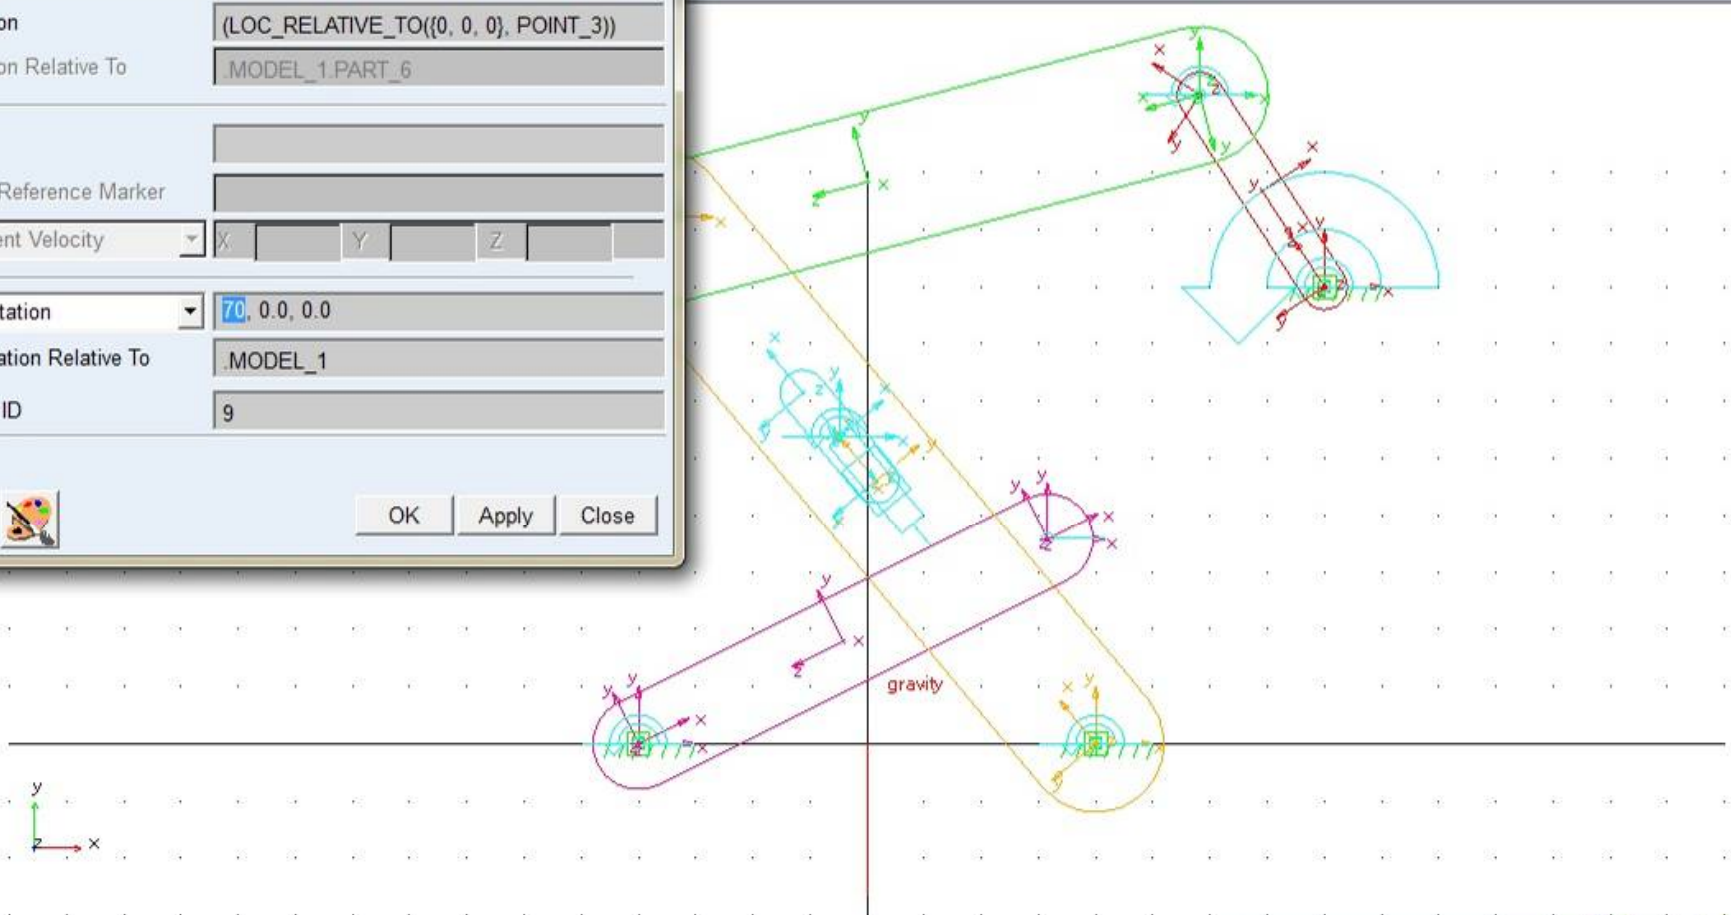 on (LOC_RELATIVE_TO({0, 0, 0}, POINT_3))
on Relative To .MODEL_1.PART_6
Reference Marker
ent Velocity X Y Z
tation 70, 0.0, 0.0
ation Relative To .MODEL_1
ID 9
OK Apply Close
y
x
x
z
x
y
y
y
x
z
x
x
y
y
x
x
y
z
x
y
x
y
z
x
x
y
y
y
x
x
z
y
x
z
gravity
y
y
x
x
x
y
y
y
z
x